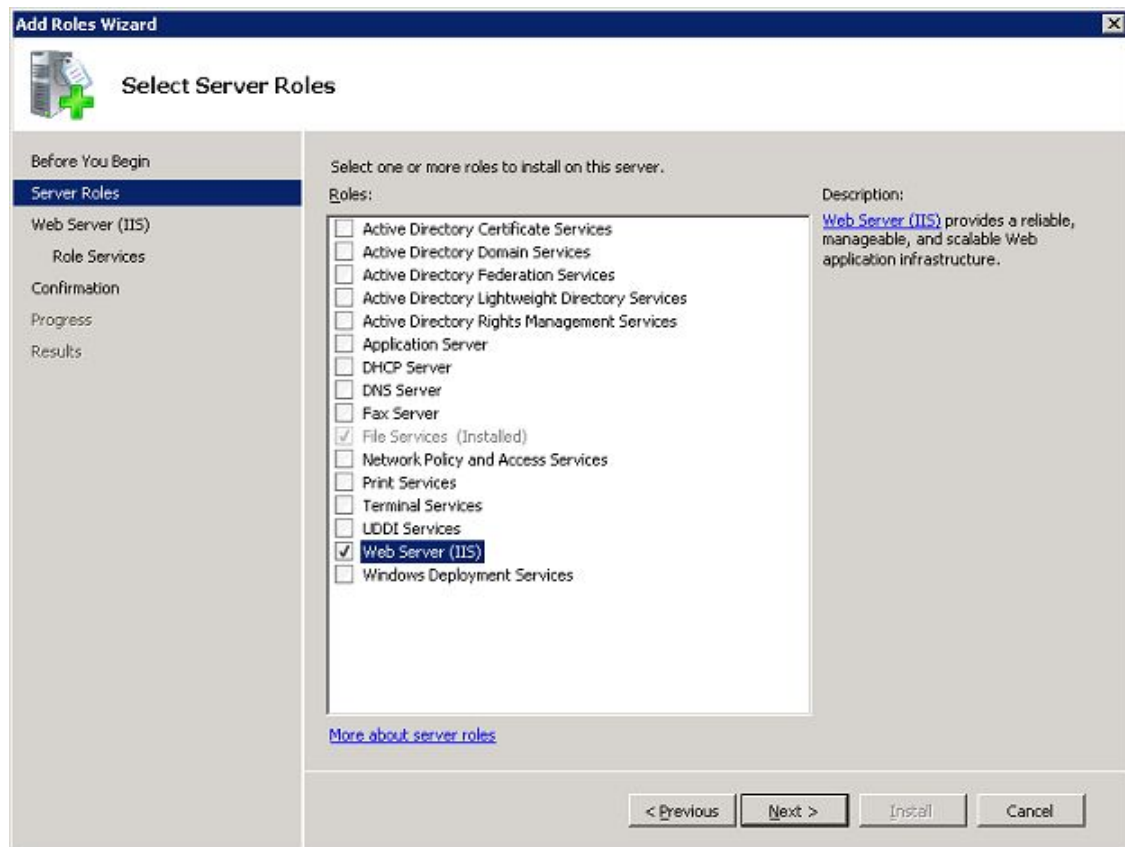 Add Roles Wizard
Select Server Roles
Before You Begin
Server Roles
Web Server (IIS)
Role Services
Confirmation
Progress
Results
Select one or more roles to install on this server.
Roles:
Active Directory Certificate Services
Active Directory Domain Services
Active Directory Federation Services
Active Directory Lightweight Directory Services
Active Directory Rights Management Services
Application Server
DHCP Server
DNS Server
Fax Server
File Services (Installed)
Network Policy and Access Services
Print Services
Terminal Services
UDDI Services
Web Server (IIS)
Windows Deployment Services
More about server roles
Description:
Web Server (IIS) provides a reliable,
manageable, and scalable Web
application infrastructure.
< Previous
Next >
Install
Cancel